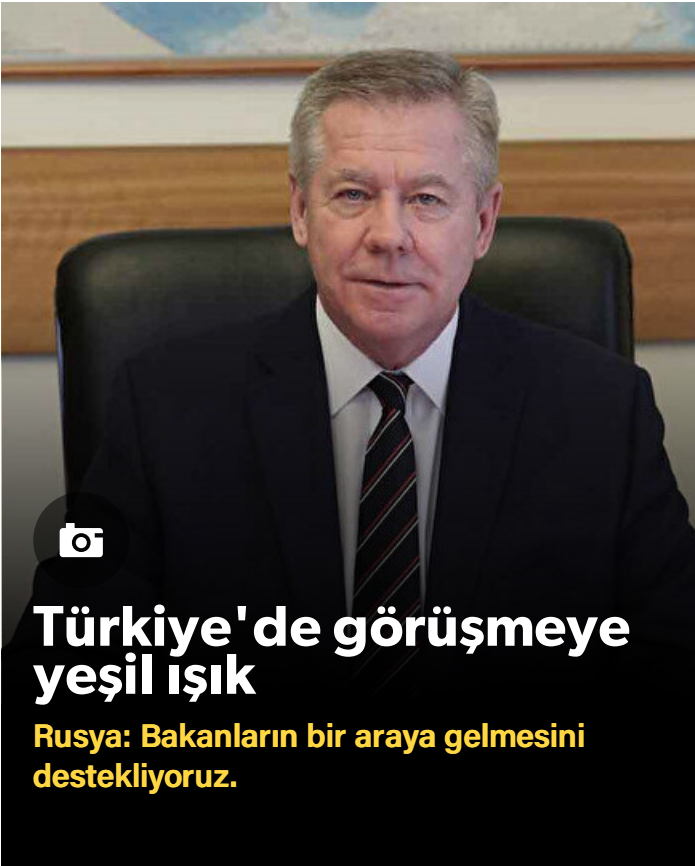 Türkiye'de görüşmeye
yeşil ışık
Rusya: Bakanların bir araya gelmesini
destekliyoruz.